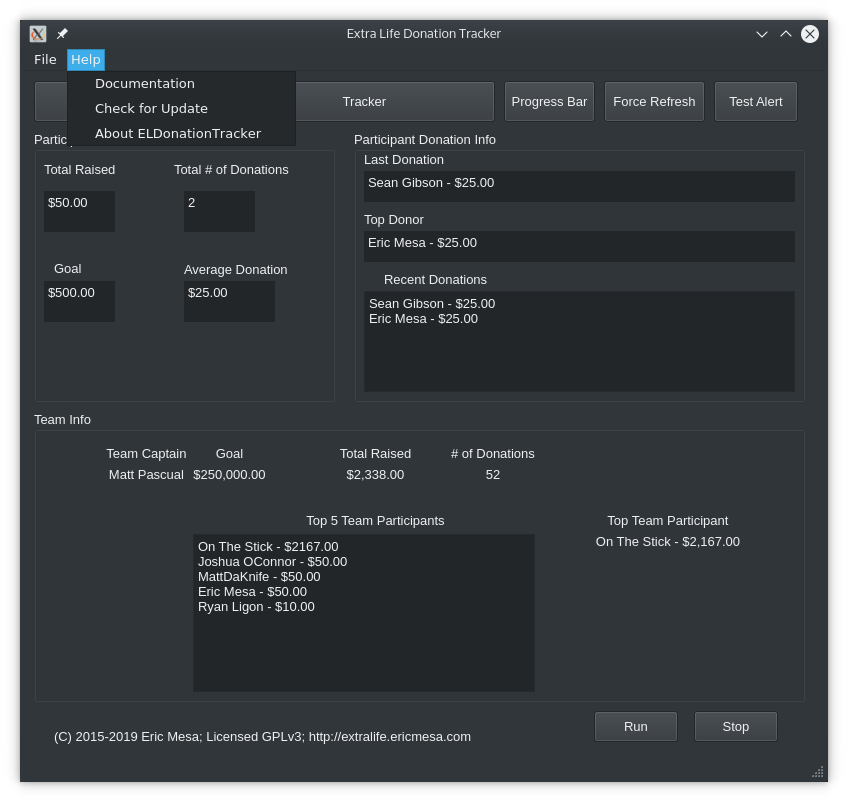 Extra Life Donation Tracker
File Help
Documentation
Check for Update
About ELDonationTracker
Tracker Progress Bar Force Refresh Test Alert
Participant Donation Info
Total Raised Total # of Donations
$50.00 2
Goal Average Donation
$500.00 $25.00
Last Donation
Sean Gibson - $25.00
Top Donor
Eric Mesa - $25.00
Recent Donations
Sean Gibson - $25.00
Eric Mesa - $25.00
Team Info
Team Captain Goal Total Raised # of Donations
Matt Pascual $250,000.00 $2,338.00 52
Top 5 Team Participants
On The Stick - $2167.00
Joshua OConnor - $50.00
MattDaKnife - $50.00
Eric Mesa - $50.00
Ryan Ligon - $10.00
Top Team Participant
On The Stick - $2,167.00
Run Stop
(C) 2015-2019 Eric Mesa; Licensed GPLv3; http://extralife.ericmesa.com